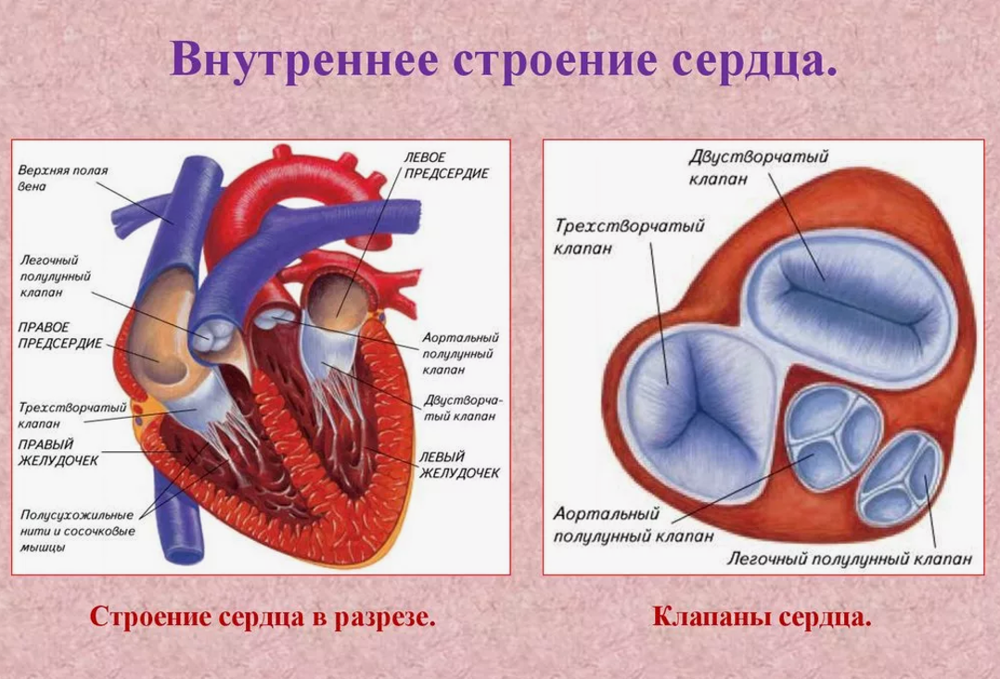 Внутреннее строение сердца.
Верхняя полая
вена
ЛЕВОЕ
ПРЕДСЕРДИЕ
Легочный
полулунный
клапан
ПРАВОЕ
ПРЕДСЕРДИЕ
Аортальный
полулунный
клапан
Трехстворчатый
клапан
Двустворча-
тый клапан
ПРАВЫЙ
ЖЕЛУДОЧЕК
ЛЕВЫЙ
ЖЕЛУДОЧЕК
Полусухожильные
нити и сосочковые
мышцы
Строение сердца в разрезе.
Двустворчатый
клапан
Трехстворчатый
клапан
Аортальный
полулунный клапан
Легочный полулунный клапан
Клапаны сердца.